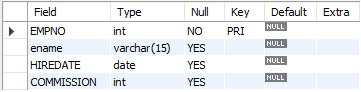 Field Type Null Key Default Extra
EMPNO int NO PRI NULL
ename varchar(15) YES NULL
HIREDATE date YES NULL
COMMISSION int YES NULL